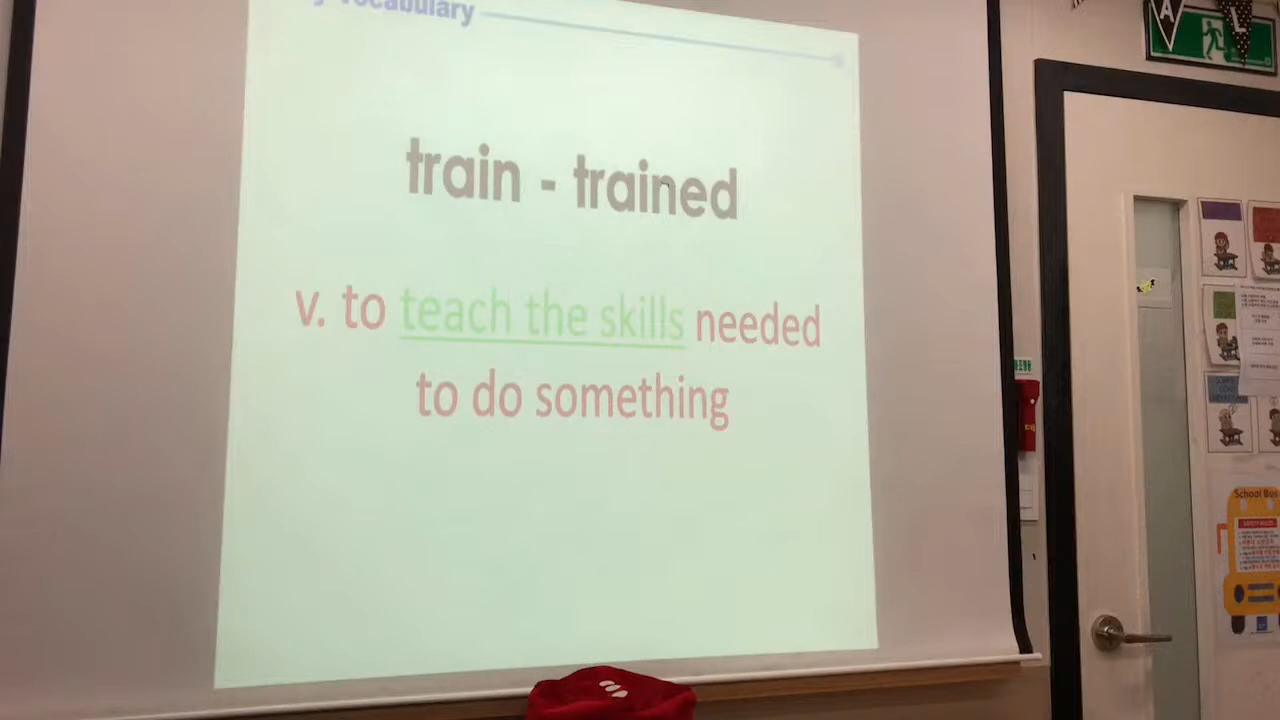 Vocabulary
train - trained
v. to teach the skills needed
to do something
A
L
School Bus